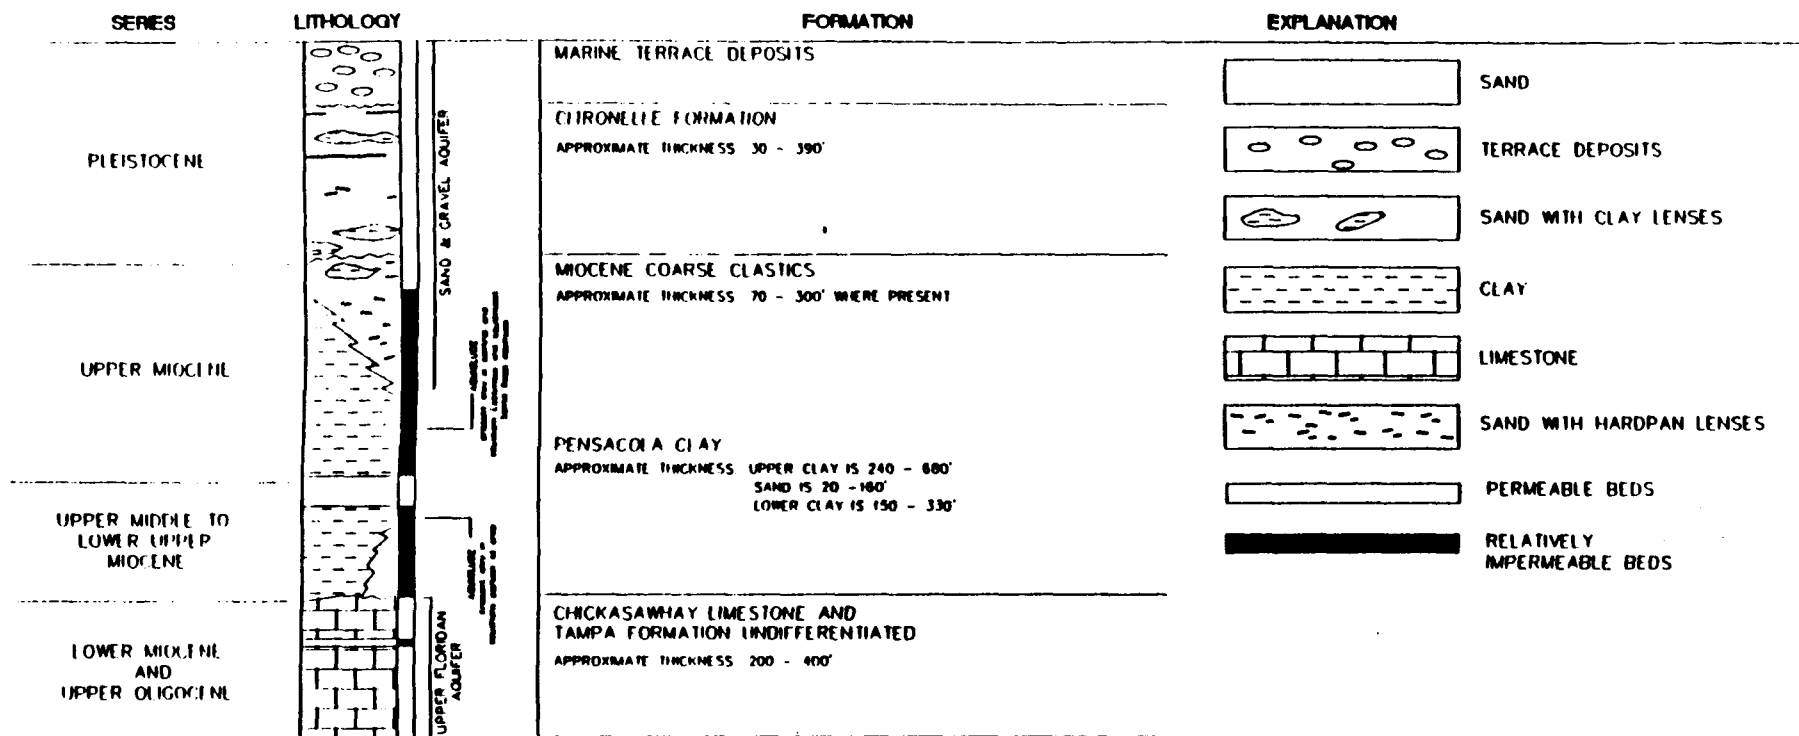 SERIES
LITHOLOGY
FORMATION
EXPLANATION
PLEISTOCENE
UPPER MIOCENE
UPPER MIDDLE TO
LOWER UPPER
MIOCENE
LOWER MIOCENE
AND
UPPER OLIGOCENE
SAND & GRAVEL AQUIFER
AQUICLUDE
AQUICLUDE
UPPER FLORIDAN
AQUIFER
MARINE TERRACE DEPOSITS
CITRONELLE FORMATION
APPROXIMATE THICKNESS 30 - 390'
MIOCENE COARSE CLASTICS
APPROXIMATE THICKNESS 70 - 300' WHERE PRESENT
PENSACOLA CLAY
APPROXIMATE THICKNESS UPPER CLAY IS 240 - 680'
SAND IS 20 - 160'
LOWER CLAY IS 150 - 330'
CHICKASAWHAY LIMESTONE AND
TAMPA FORMATION UNDIFFERENTIATED
APPROXIMATE THICKNESS 200 - 400'
SAND
TERRACE DEPOSITS
SAND WITH CLAY LENSES
CLAY
LIMESTONE
SAND WITH HARDPAN LENSES
PERMEABLE BEDS
RELATIVELY
IMPERMEABLE BEDS